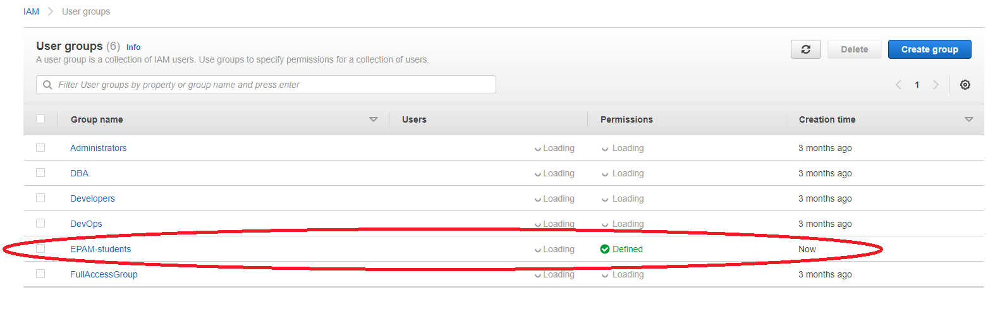 IAM > User groups
User groups (6) Info
A user group is a collection of IAM users. Use groups to specify permissions for a collection of users.
Delete
Create group
Filter User groups by property or group name and press enter
1
Group name Users Permissions Creation time
Administrators Loading Loading 3 months ago
DBA Loading Loading 3 months ago
Developers Loading Loading 3 months ago
DevOps Loading Loading 3 months ago
EPAM-students Loading Defined Now
FullAccessGroup Loading Loading 3 months ago